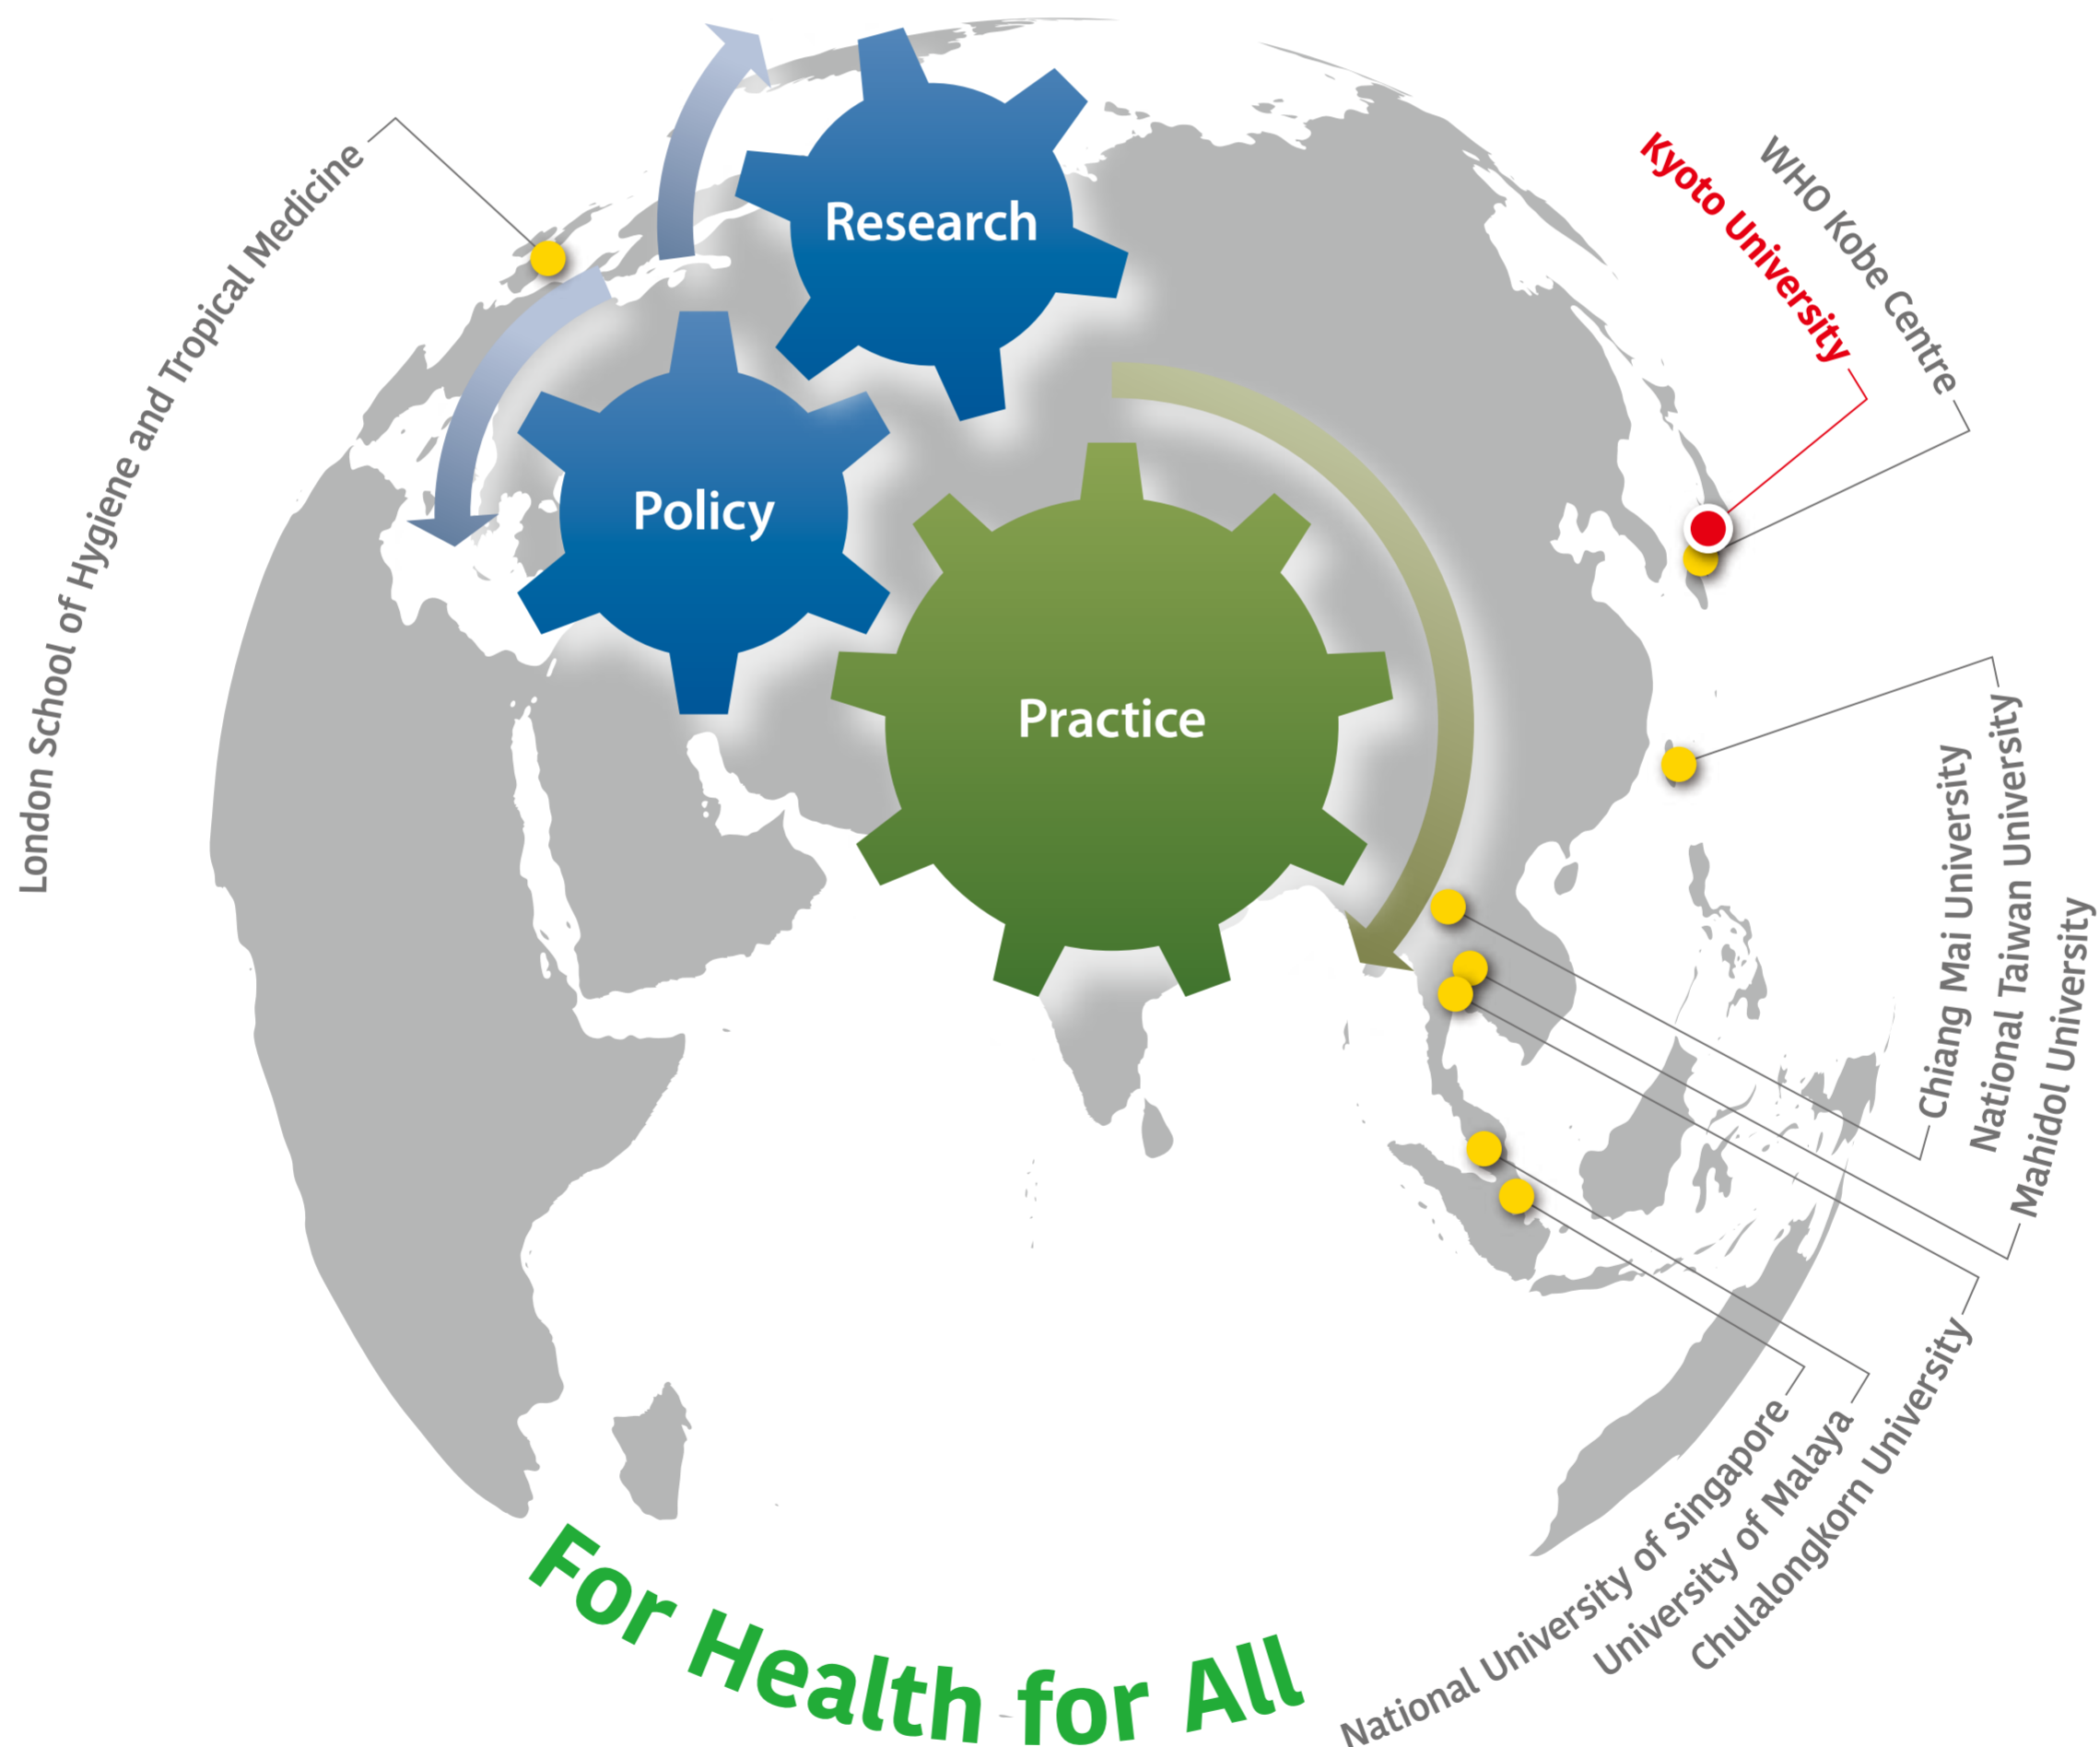 Research
Policy
Practice
London School of Hygiene and Tropical Medicine
Kyoto University
WHO Kobe Centre
Chiang Mai University
National Taiwan University
Mahidol University
National University of Singapore
University of Malaya
Chulalongkorn University
For Health for All